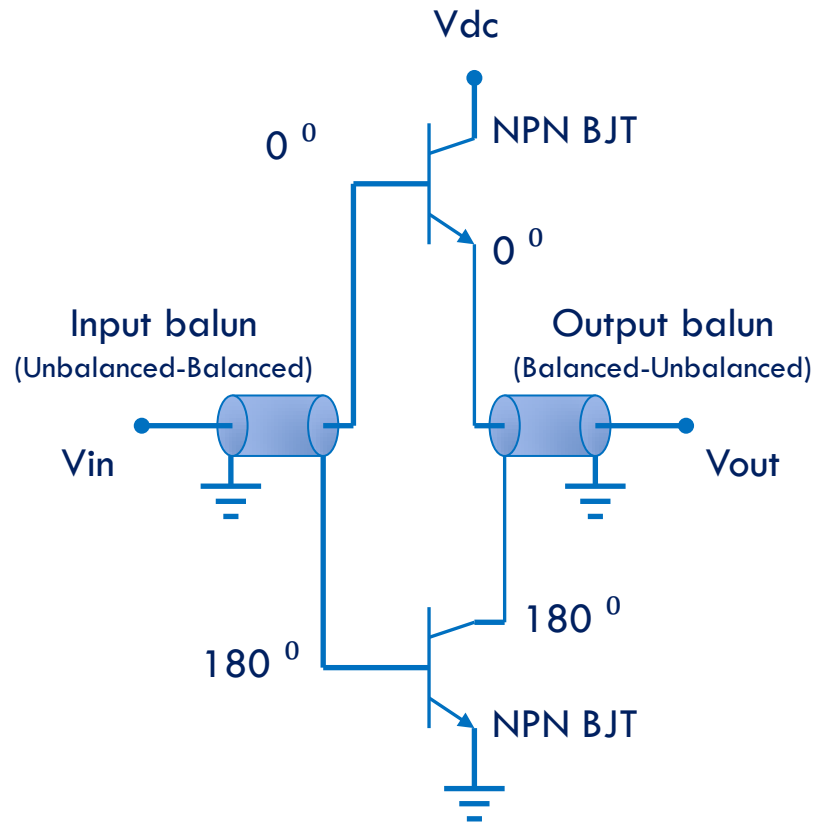 Vdc
NPN BJT
0 ⁰
0 ⁰
Input balun
(Unbalanced-Balanced)
Output balun
(Balanced-Unbalanced)
Vin
Vout
180 ⁰
180 ⁰
NPN BJT